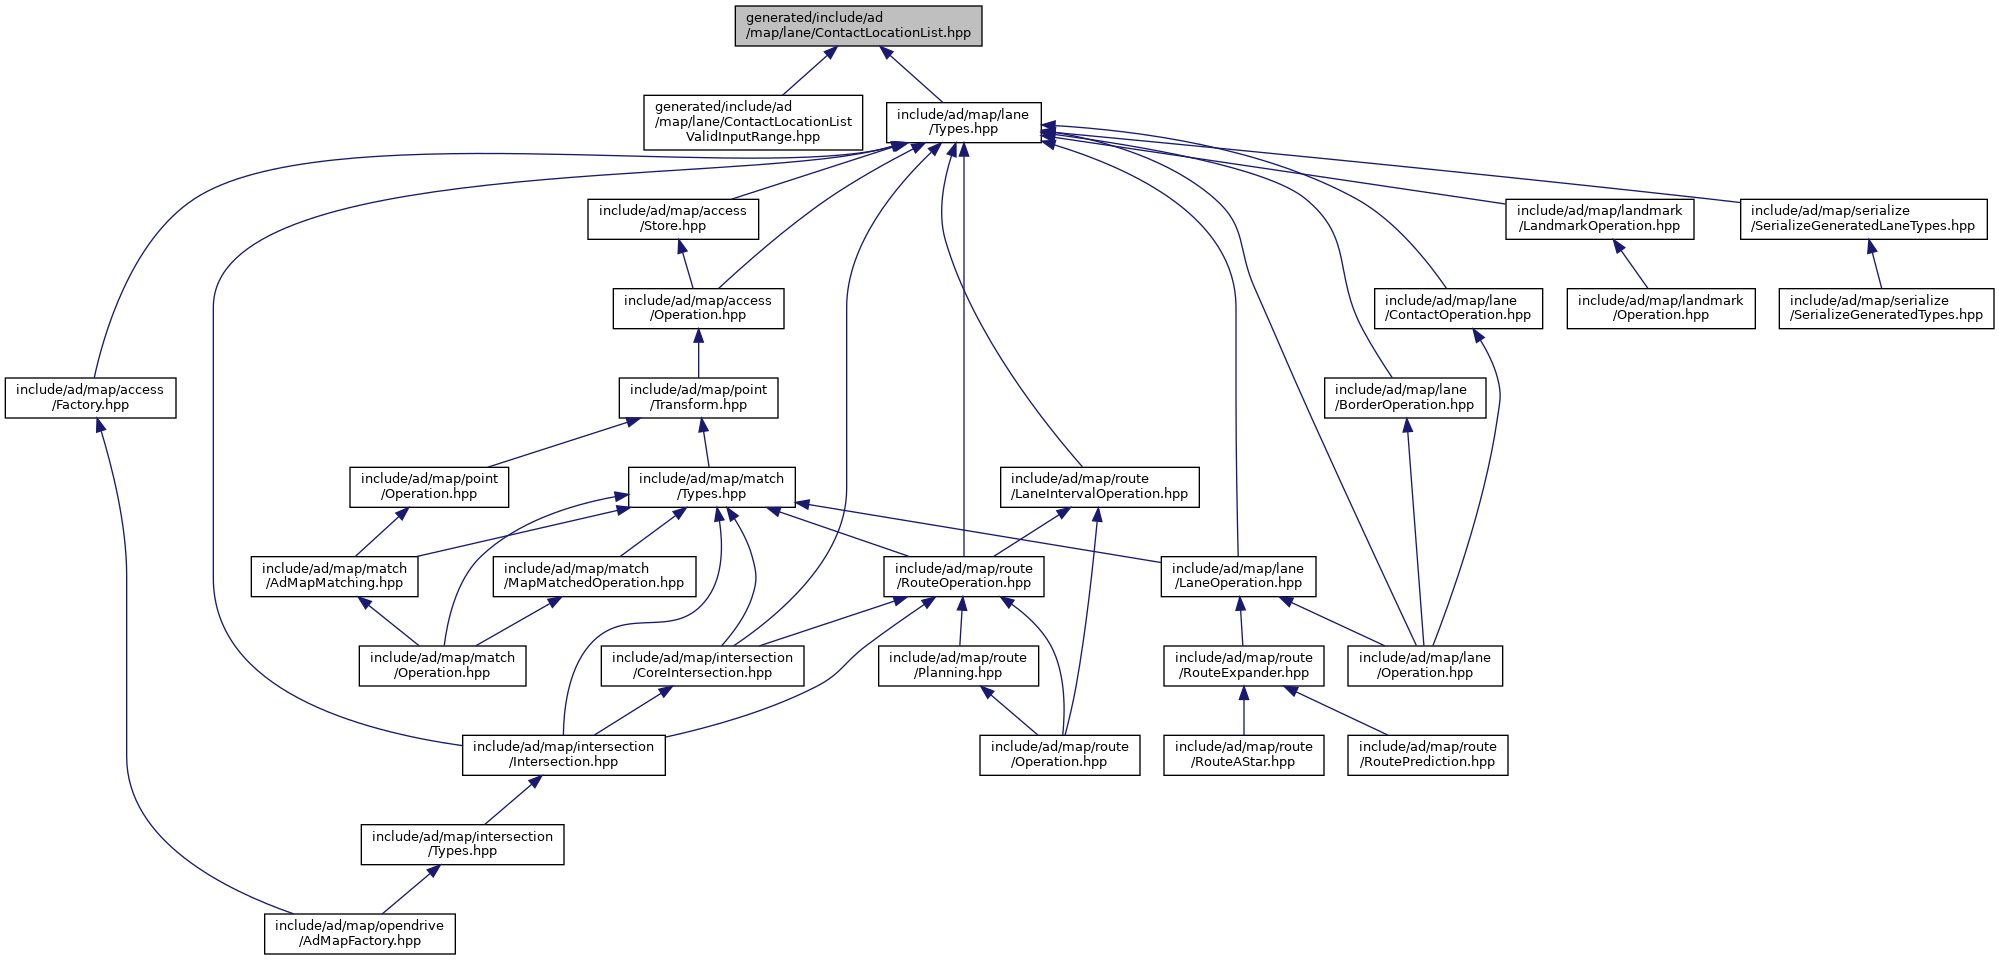 generated/include/ad
/map/lane/ContactLocationList.hpp
generated/include/ad
/map/lane/ContactLocationList
ValidInputRange.hpp
include/ad/map/lane
/Types.hpp
include/ad/map/access
/Store.hpp
include/ad/map/landmark
/LandmarkOperation.hpp
include/ad/map/serialize
/SerializeGeneratedLaneTypes.hpp
include/ad/map/access
/Operation.hpp
include/ad/map/lane
/ContactOperation.hpp
include/ad/map/landmark
/Operation.hpp
include/ad/map/serialize
/SerializeGeneratedTypes.hpp
include/ad/map/access
/Factory.hpp
include/ad/map/point
/Transform.hpp
include/ad/map/lane
/BorderOperation.hpp
include/ad/map/point
/Operation.hpp
include/ad/map/match
/Types.hpp
include/ad/map/route
/LaneIntervalOperation.hpp
include/ad/map/match
/AdMapMatching.hpp
include/ad/map/match
/MapMatchedOperation.hpp
include/ad/map/route
/RouteOperation.hpp
include/ad/map/lane
/LaneOperation.hpp
include/ad/map/match
/Operation.hpp
include/ad/map/intersection
/CoreIntersection.hpp
include/ad/map/route
/Planning.hpp
include/ad/map/route
/RouteExpander.hpp
include/ad/map/lane
/Operation.hpp
include/ad/map/intersection
/Intersection.hpp
include/ad/map/route
/Operation.hpp
include/ad/map/route
/RouteAStar.hpp
include/ad/map/route
/RoutePrediction.hpp
include/ad/map/intersection
/Types.hpp
include/ad/map/opendrive
/AdMapFactory.hpp